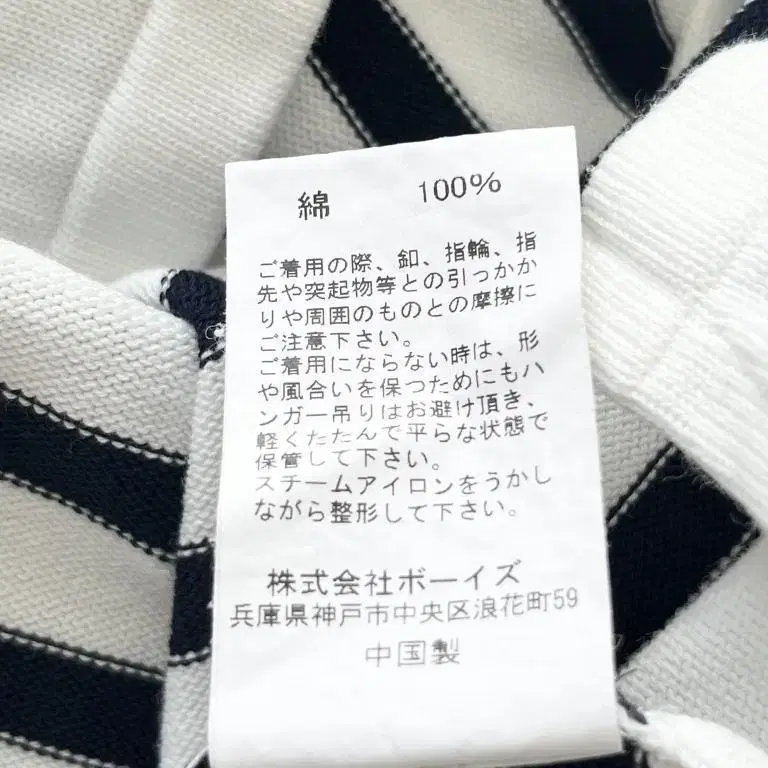 綿 100%
ご着用の際、釦、指輪、指
先や突起物等との引っかか
りや周囲のものとの摩擦に
ご注意下さい。
ご着用にならない時は、形
や風合いを保つためにもハ
ンガー吊りはお避け頂き、
軽くたたんで平らな状態で
保管して下さい。
スチームアイロンをうかし
ながら整形して下さい。
株式会社ボーイズ
兵庫県神戸市中央区浪花町59
中国製